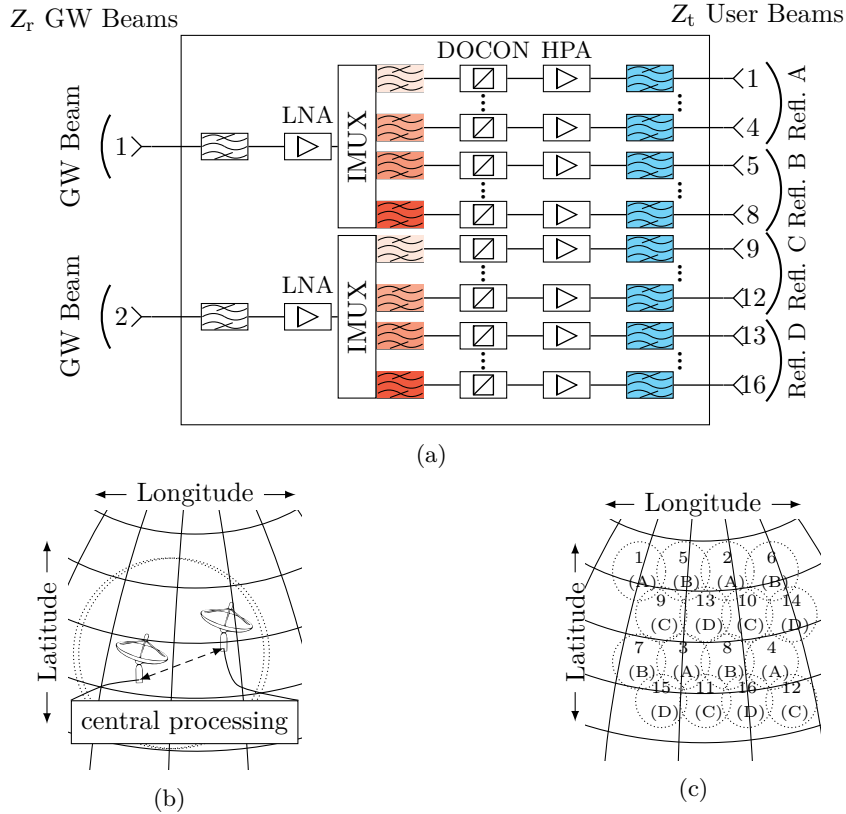 Zr GW Beams
Zt User Beams
DOCON HPA
GW Beam
1
LNA
IMUX
1
4
Refl. A
5
8
Refl. B
GW Beam
2
LNA
IMUX
9
12
Refl. C
13
16
Refl. D
(a)
Longitude
Latitude
central processing
(b)
Longitude
Latitude
1 5 2 6
(A) (B) (A) (B)
9 13 10 14
(C) (D) (C) (D)
7 3 8 4
(B) (A) (B) (A)
15 11 16 12
(D) (C) (D) (C)
(c)